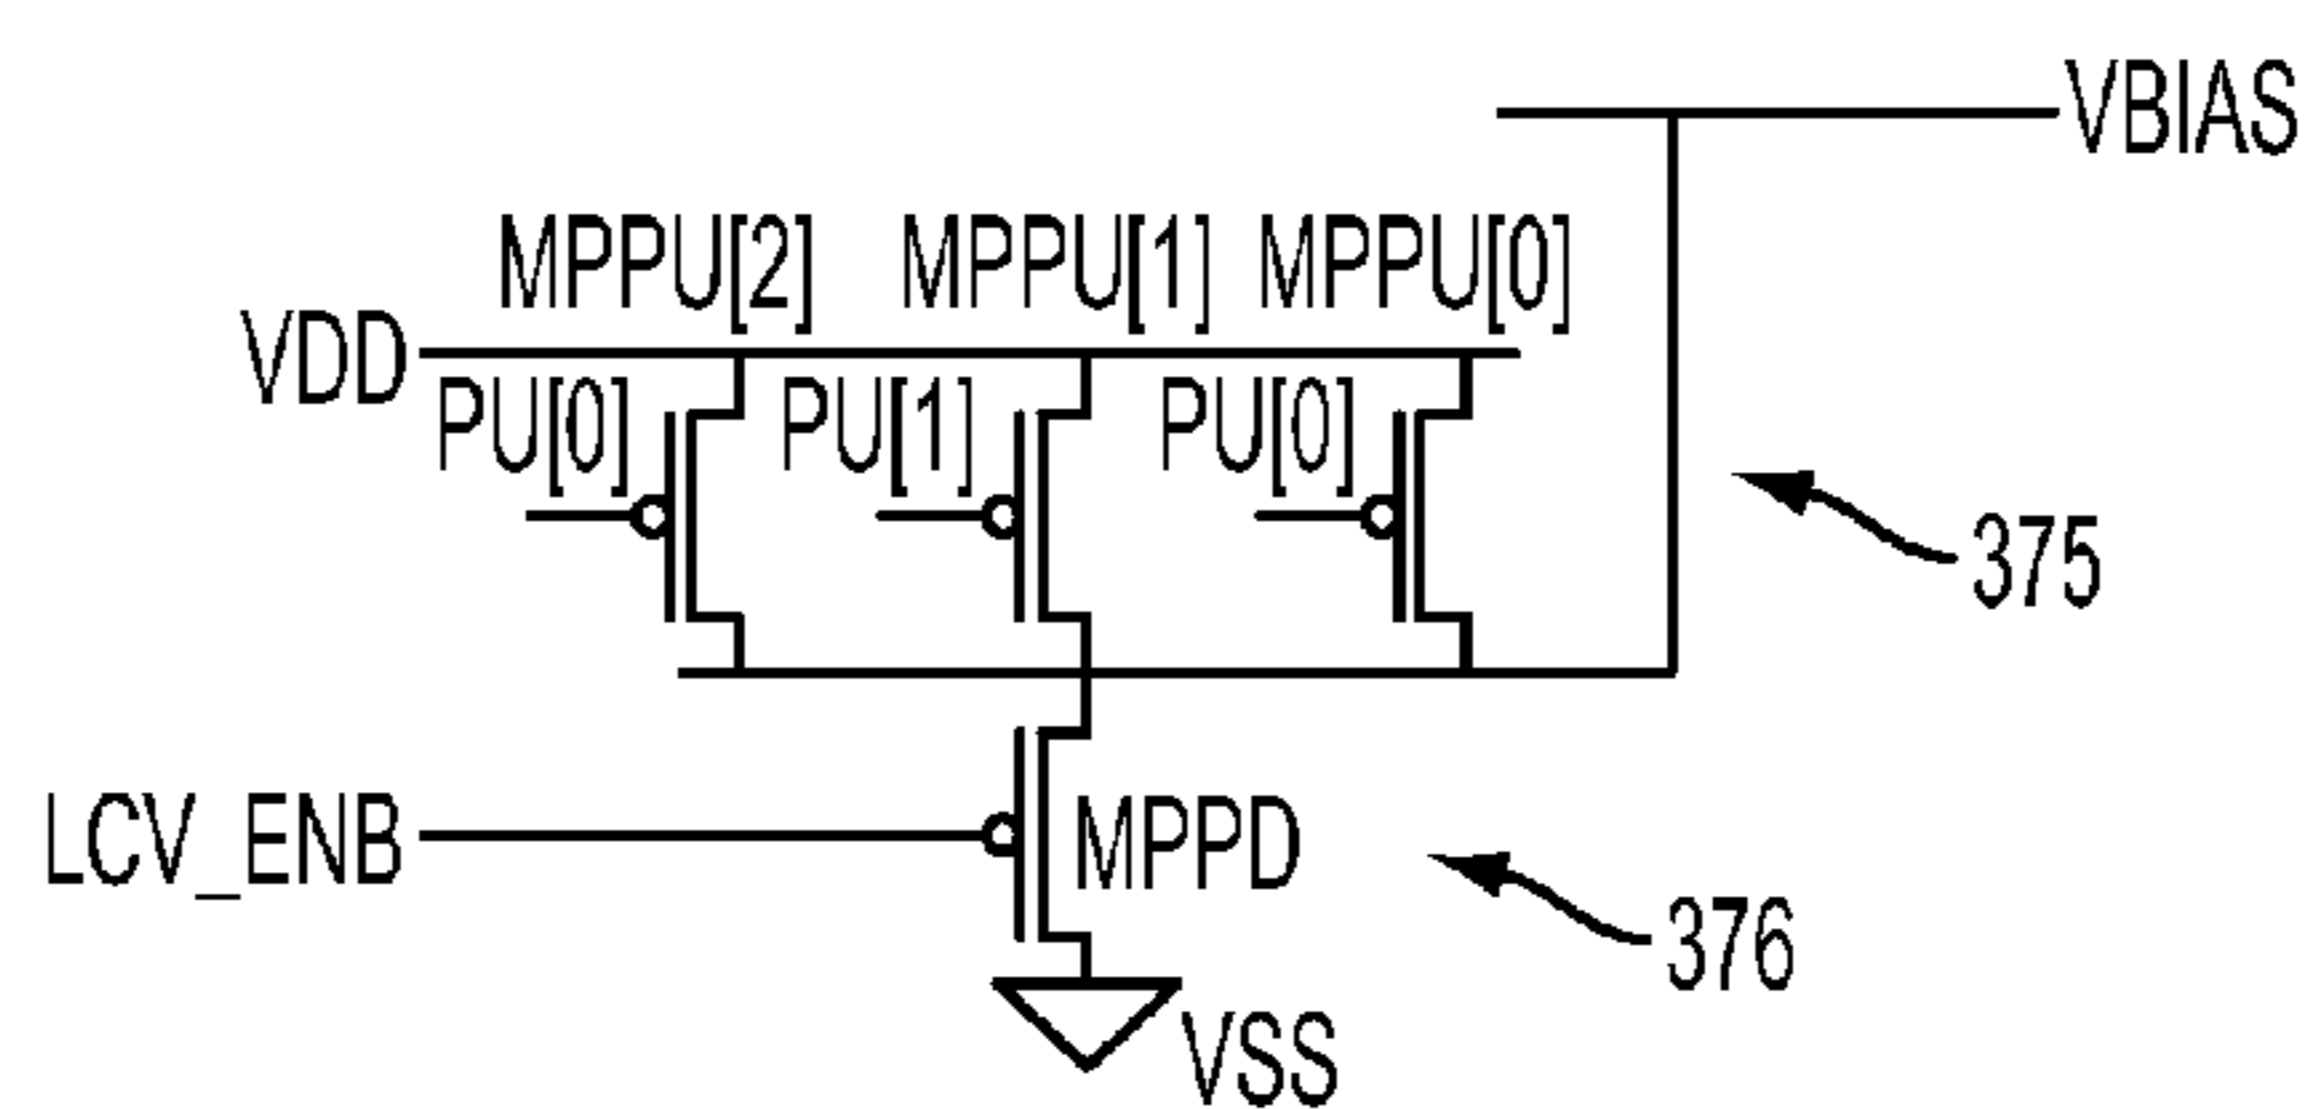 VBIAS
MPPU[2] MPPU[1] MPPU[0]
VDD
PU[0] PU[1] PU[0]
375
LCV_ENB
MPPD
376
VSS